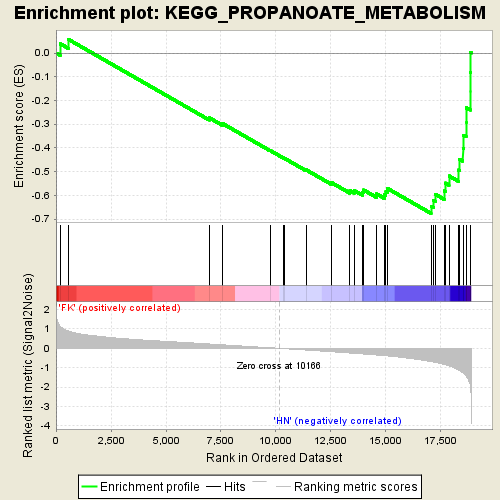 Enrichment plot: KEGG_PROPANOATE_METABOLISM
Enrichment score (ES)
0.0
-0.1
-0.2
-0.3
-0.4
-0.5
-0.6
-0.7
'FK' (positively correlated)
Ranked list metric (Signal2Noise)
2
1
0
-1
-2
-3
-4
Zero cross at 10166
'HN' (negatively correlated)
0
2,500
5,000
7,500
10,000
12,500
15,000
17,500
Rank in Ordered Dataset
Enrichment profile
Hits
Ranking metric scores